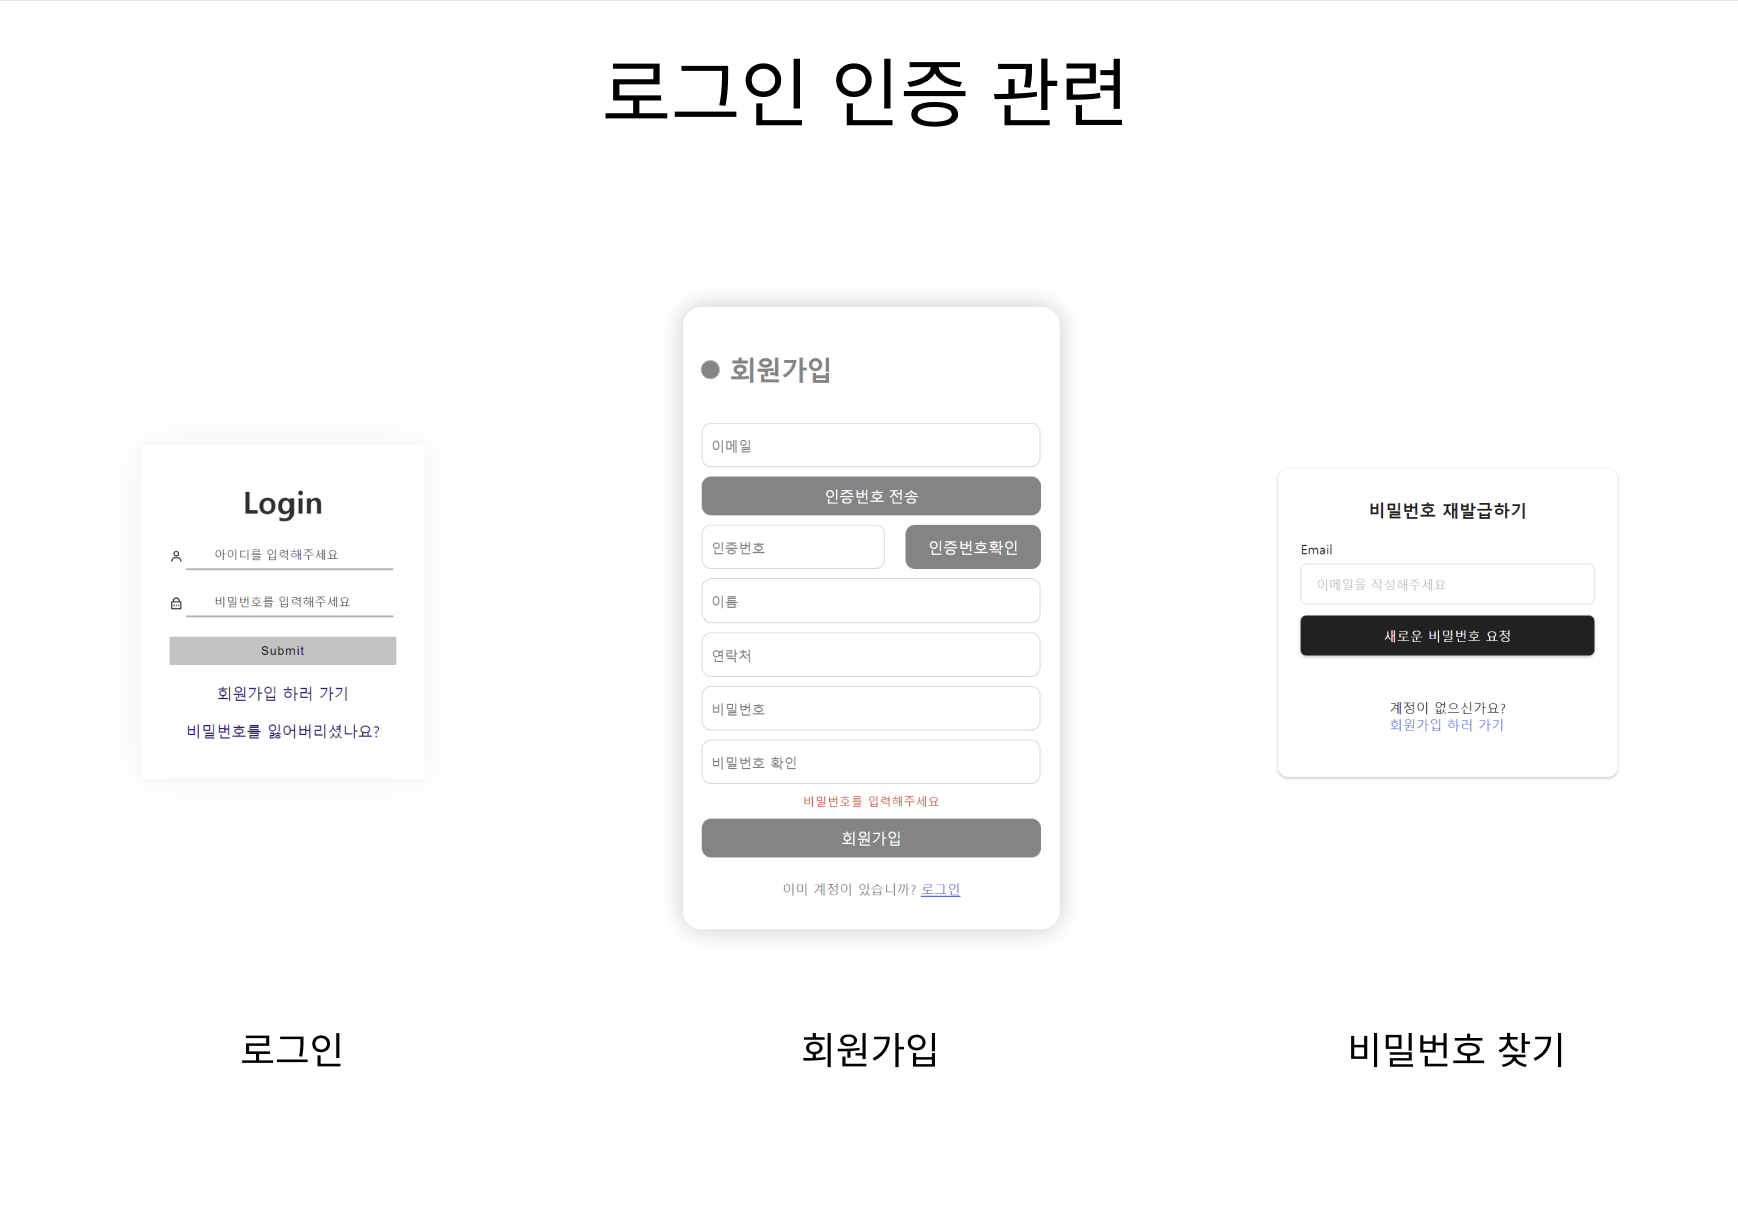 로그인 인증 관련
Login
아이디를 입력해주세요
비밀번호를 입력해주세요
Submit
회원가입 하러 가기
비밀번호를 잃어버리셨나요?
로그인
회원가입
이메일
인증번호 전송
인증번호
인증번호확인
이름
연락처
비밀번호
비밀번호 확인
비밀번호를 입력해주세요
회원가입
이미 계정이 있습니까? 로그인
회원가입
비밀번호 재발급하기
Email
이메일을 작성해주세요
새로운 비밀번호 요청
계정이 없으신가요?
회원가입 하러 가기
비밀번호 찾기